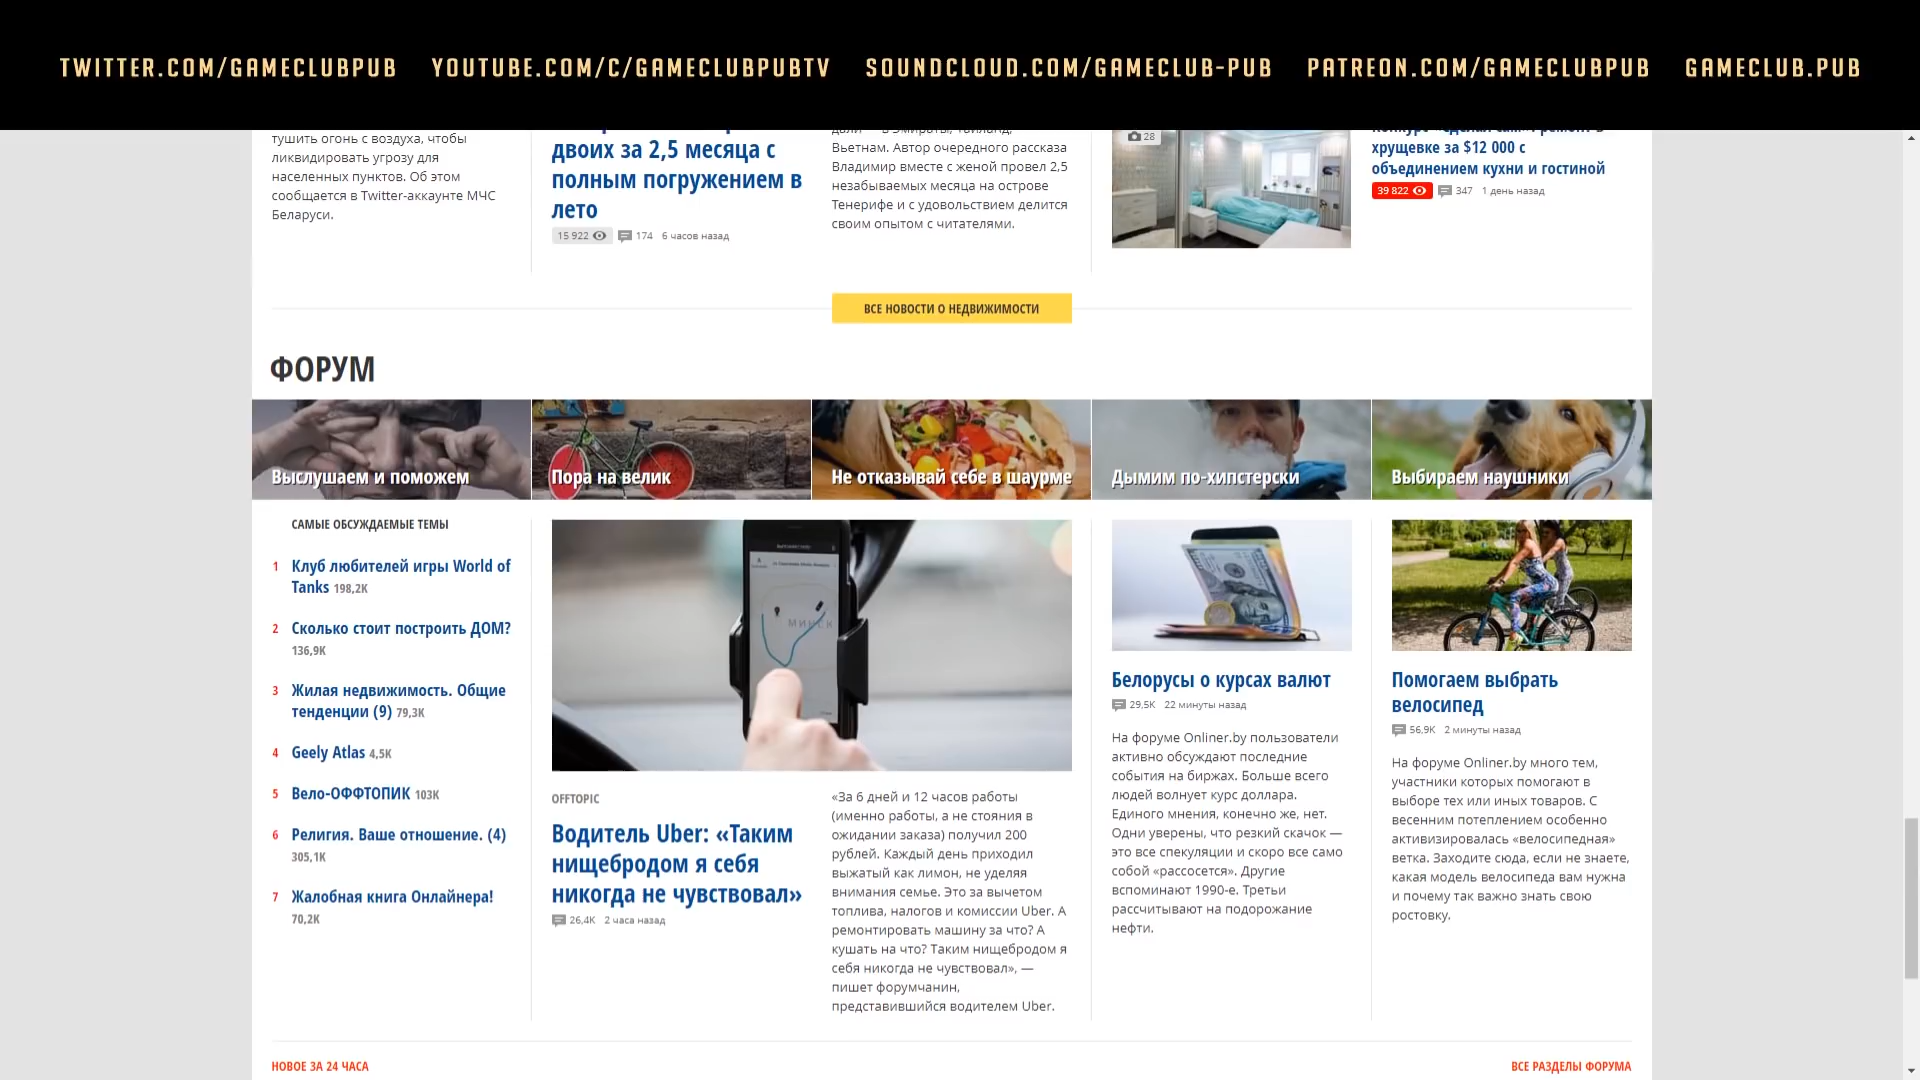 TWITTER.COM/GAMECLUBPUB YOUTUBE.COM/C/GAMECLUBPUBTV SOUNDCLOUD.COM/GAMECLUB-PUB PATREON.COM/GAMECLUBPUB GAMECLUB.PUB
тушить огонь с воздуха, чтобы
ликвидировать угрозу для
населенных пунктов. Об этом
сообщается в Twitter-аккаунте МЧС
Беларуси.
двоих за 2,5 месяца с
полным погружением в
лето
15 922 174 6 часов назад
Вьетнам. Автор очередного рассказа
Владимир вместе с женой провел 2,5
незабываемых месяца на острове
Тенерифе и с удовольствием делится
своим опытом с читателями.
28
Конкурс «Сделай сам»: ремонт в
хрущевке за $12 000 с
объединением кухни и гостиной
39 822 347 1 день назад
ВСЕ НОВОСТИ О НЕДВИЖИМОСТИ
ФОРУМ
Выслушаем и поможем
Пора на велик
Не отказывай себе в шаурме
Дымим по-хипстерски
Выбираем наушники
САМЫЕ ОБСУЖДАЕМЫЕ ТЕМЫ
1 Клуб любителей игры World of
Tanks 198,2K
2 Сколько стоит построить ДОМ?
136,9K
3 Жилая недвижимость. Общие
тенденции (9) 79,3K
4 Geely Atlas 4,5K
5 Вело-ОФФТОПИК 103K
6 Религия. Ваше отношение. (4)
305,1K
7 Жалобная книга Онлайнера!
70,2K
МИНСК
OFFTOPIC
Водитель Uber: «Таким
нищебродом я себя
никогда не чувствовал»
26,4K 2 часа назад
«За 6 дней и 12 часов работы
(именно работы, а не стояния в
ожидании заказа) получил 200
рублей. Каждый день приходил
выжатый как лимон, не уделяя
внимания семье. Это за вычетом
топлива, налогов и комиссии Uber. А
ремонтировать машину за что? А
кушать на что? Таким нищебродом я
себя никогда не чувствовал», —
пишет форумчанин,
представившийся водителем Uber.
Белорусы о курсах валют
29,5K 22 минуты назад
На форуме Onliner.by пользователи
активно обсуждают последние
события на биржах. Больше всего
людей волнует курс доллара.
Единого мнения, конечно же, нет.
Одни уверены, что резкий скачок —
это все спекуляции и скоро все само
собой «рассосется». Другие
вспоминают 1990-е. Третьи
рассчитывают на подорожание
нефти.
Помогаем выбрать
велосипед
56,9K 2 минуты назад
На форуме Onliner.by много тем,
участники которых помогают в
выборе тех или иных товаров. С
весенним потеплением особенно
активизировалась «велосипедная»
ветка. Заходите сюда, если не знаете,
какая модель велосипеда вам нужна
и почему так важно знать свою
ростовку.
НОВОЕ ЗА 24 ЧАСА
ВСЕ РАЗДЕЛЫ ФОРУМА